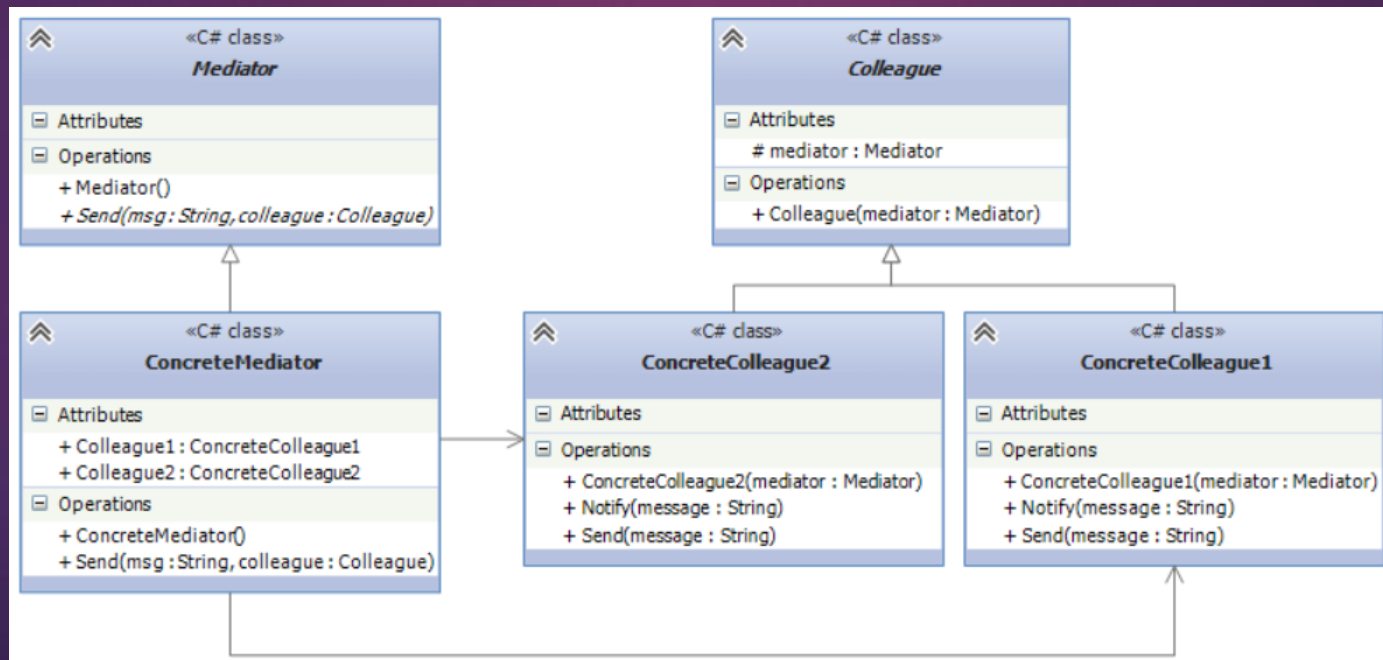 «C# class»
Mediator
Attributes
Operations
+ Mediator()
+ Send(msg : String, colleague : Colleague)
«C# class»
Colleague
Attributes
# mediator : Mediator
Operations
+ Colleague(mediator : Mediator)
«C# class»
ConcreteMediator
Attributes
+ Colleague1 : ConcreteColleague1
+ Colleague2 : ConcreteColleague2
Operations
+ ConcreteMediator()
+ Send(msg : String, colleague : Colleague)
«C# class»
ConcreteColleague2
Attributes
Operations
+ ConcreteColleague2(mediator : Mediator)
+ Notify(message : String)
+ Send(message : String)
«C# class»
ConcreteColleague1
Attributes
Operations
+ ConcreteColleague1(mediator : Mediator)
+ Notify(message : String)
+ Send(message : String)